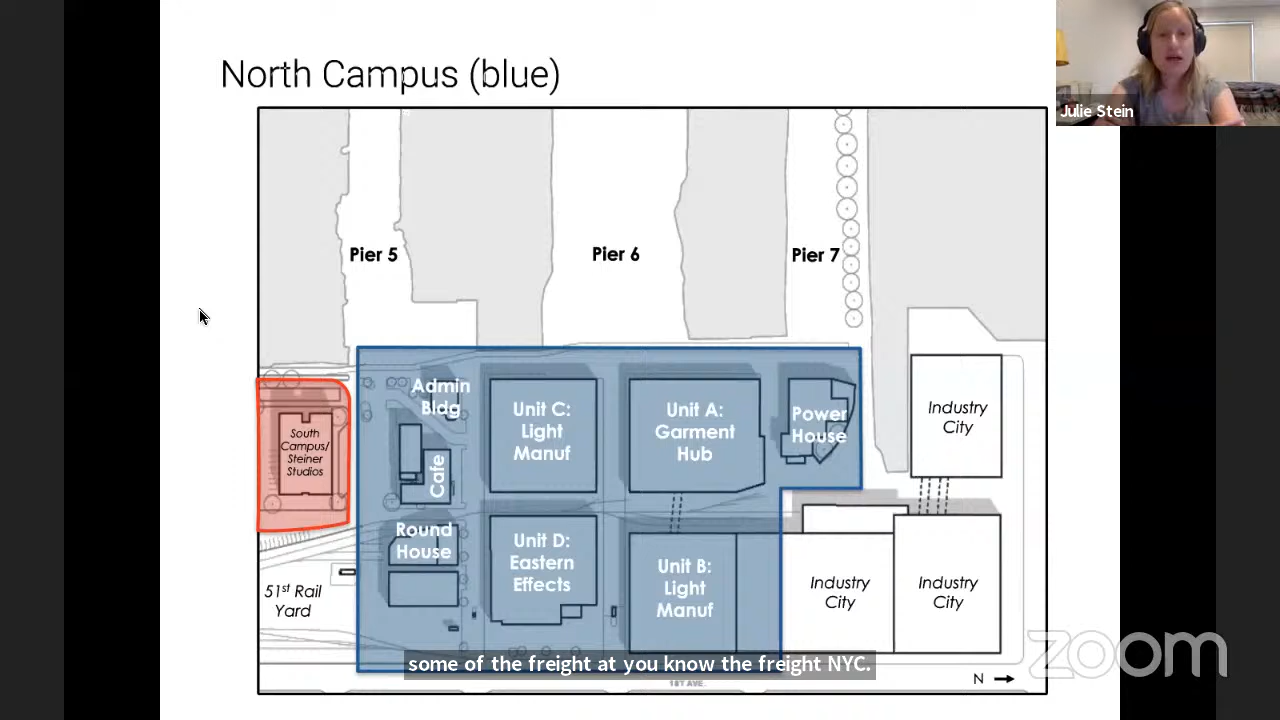 North Campus (blue)
Julie Stein
Pier 5
Pier 6
Pier 7
Admin
Bldg
Unit C:
Light
Manuf
Unit A:
Garment
Hub
Power
House
Industry
City
South
Campus/
Steiner
Studios
Cafe
Round
House
Unit D:
Eastern
Effects
Unit B:
Light
Manuf
Industry
City
Industry
City
51st Rail
Yard
some of the freight at you know the freight NYC.
1ST AVE.
N
zoom